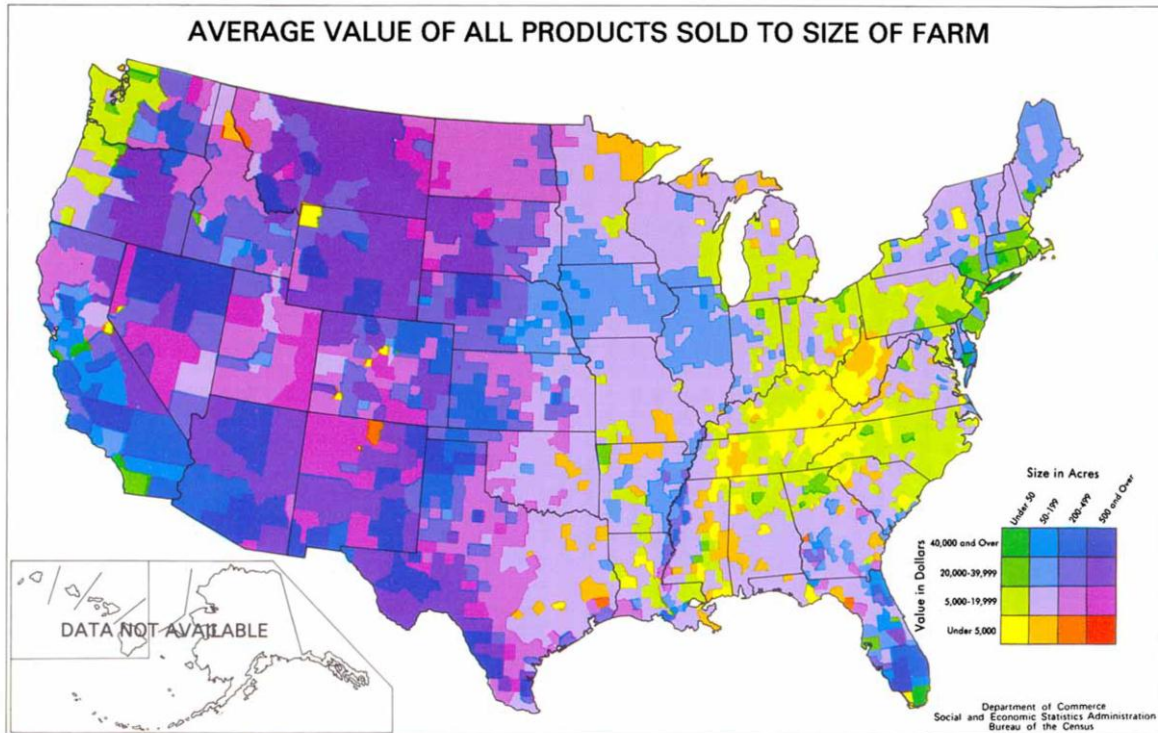 AVERAGE VALUE OF ALL PRODUCTS SOLD TO SIZE OF FARM
DATA NOT AVAILABLE
Size in Acres
Under 50
50-199
200-499
500 and Over
Value in Dollars
40,000 and Over
20,000-39,999
5,000-19,999
Under 5,000
Department of Commerce
Social and Economic Statistics Administration
Bureau of the Census